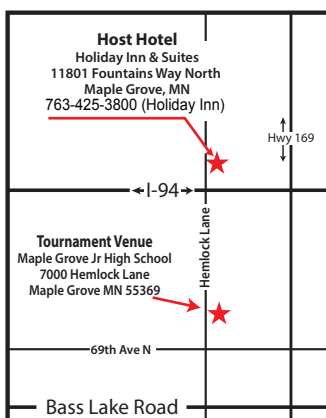 Host Hotel
Holiday Inn & Suites
11801 Fountains Way North
Maple Grove, MN
763-425-3800 (Holiday Inn)
Hwy 169
I-94
Hemlock Lane
Tournament Venue
Maple Grove Jr High School
7000 Hemlock Lane
Maple Grove MN 55369
69th Ave N
Bass Lake Road